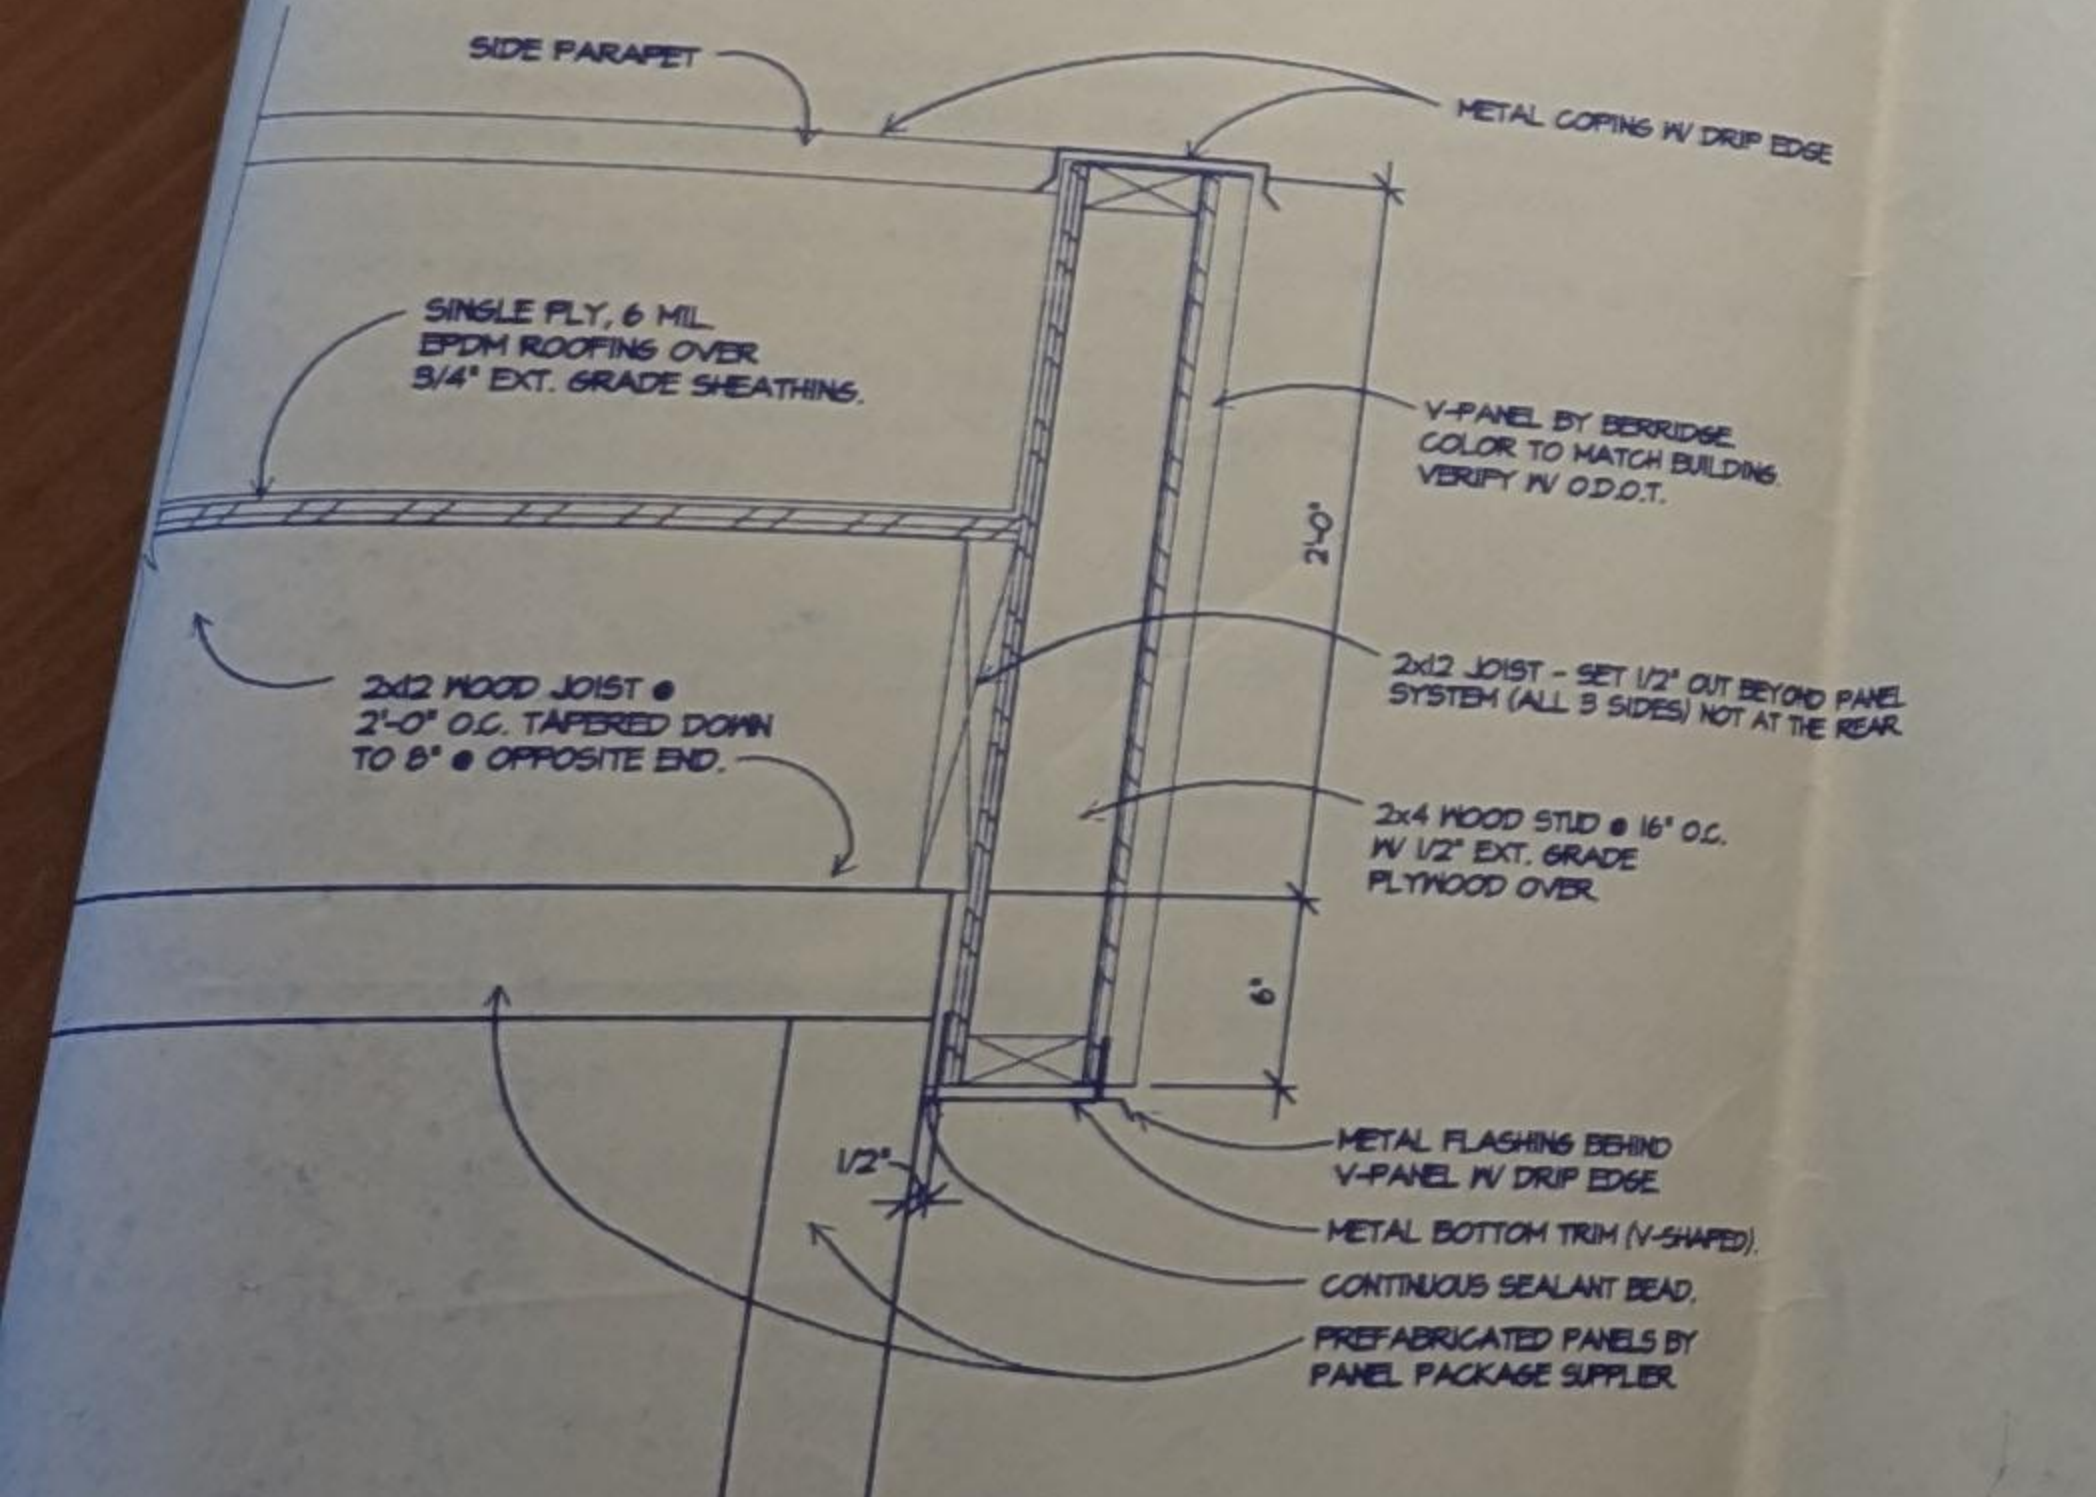 SIDE PARAPET
METAL COPING W/ DRIP EDGE
SINGLE PLY, 6 MIL
EPDM ROOFING OVER
3/4" EXT. GRADE SHEATHING.
V-PANEL BY BERRIDGE
COLOR TO MATCH BUILDING.
VERIFY W/ O.D.O.T.
2'-0"
2x12 WOOD JOIST @
2'-0" O.C. TAPERED DOWN
TO 8" @ OPPOSITE END.
2x12 JOIST - SET 1/2" OUT BEYOND PANEL
SYSTEM (ALL 3 SIDES) NOT AT THE REAR
2x4 WOOD STUD @ 16" O.C.
W/ 1/2" EXT. GRADE
PLYWOOD OVER
6"
1/2"
METAL FLASHING BEHIND
V-PANEL W/ DRIP EDGE
METAL BOTTOM TRIM (V-SHAPED).
CONTINUOUS SEALANT BEAD.
PREFABRICATED PANELS BY
PANEL PACKAGE SUPPLIER